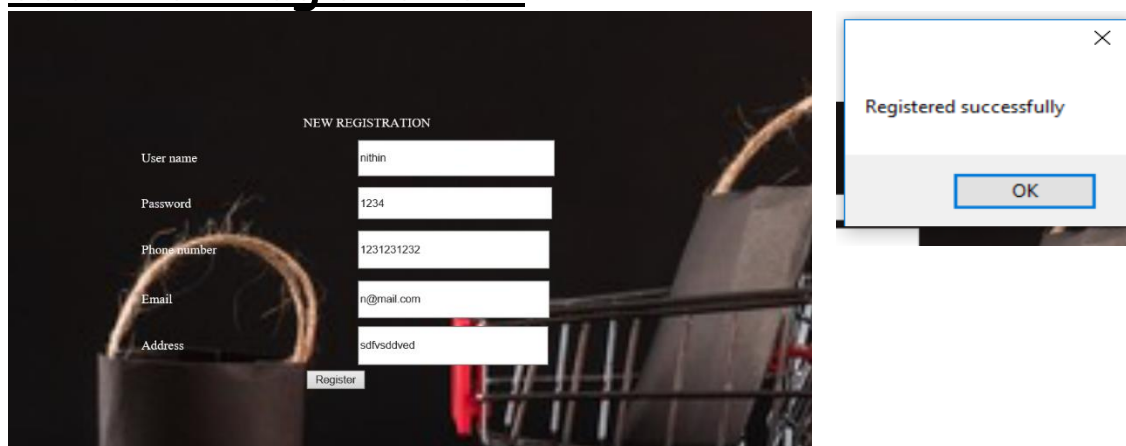 NEW REGISTRATION
User name nithin
Password 1234
Phone number 1231231232
Email n@mail.com
Address sdfvsddved
Register
Registered successfully
OK